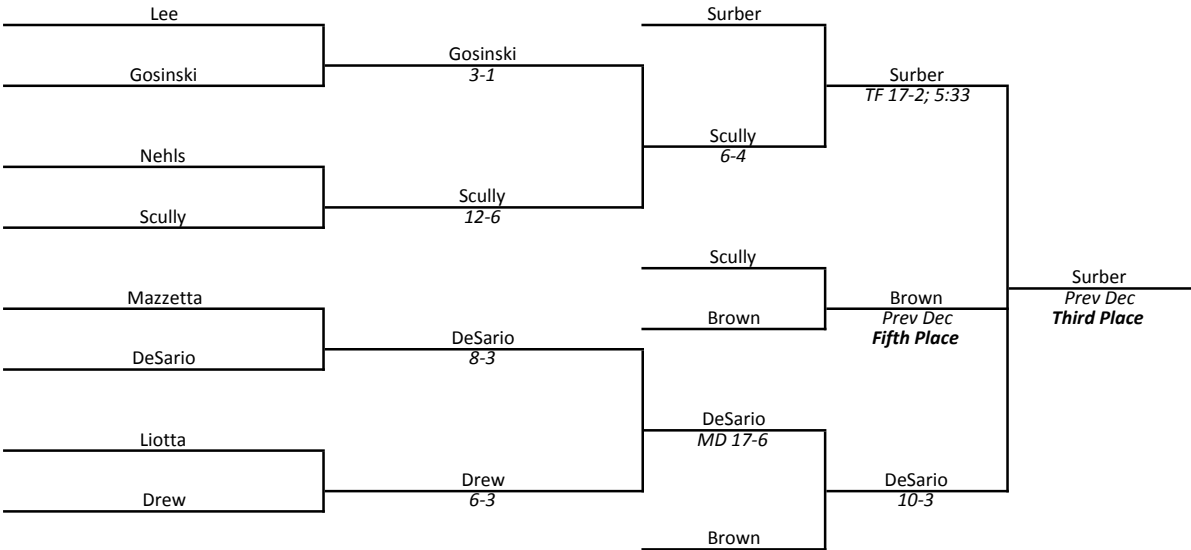 Lee
Gosinski
Nehls
Scully
Mazzetta
DeSario
Liotta
Drew
Gosinski
3-1
Scully
12-6
DeSario
8-3
Drew
6-3
Surber
Scully
6-4
Scully
Brown
DeSario
MD 17-6
Brown
Surber
TF 17-2; 5:33
Brown
Prev Dec
Fifth Place
DeSario
10-3
Surber
Prev Dec
Third Place